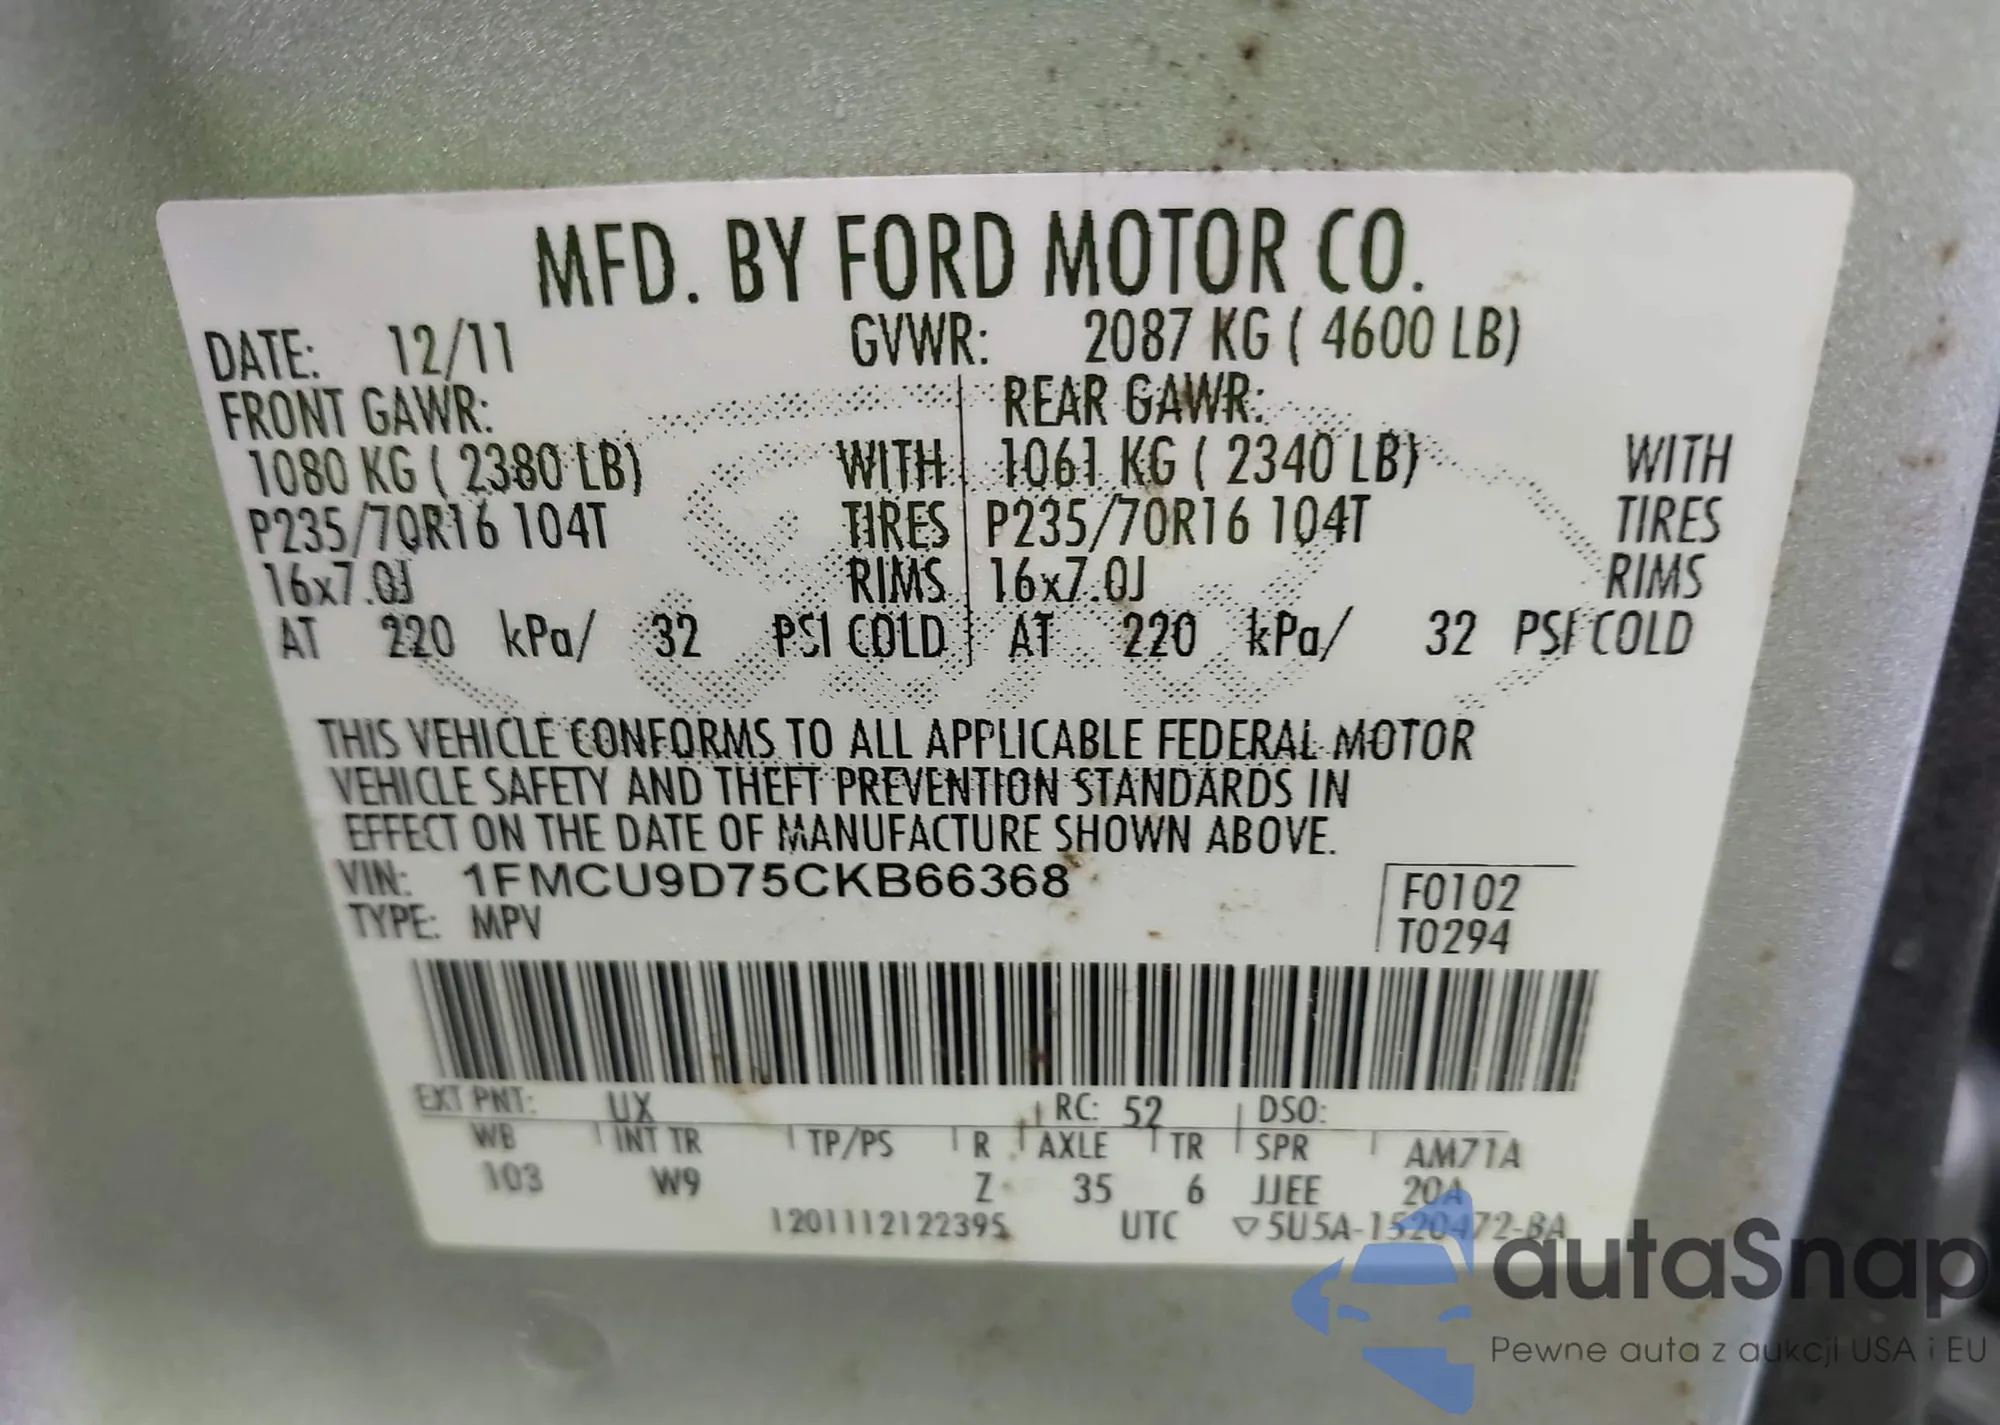 MFD. BY FORD MOTOR CO.
DATE: 12/11 GVWR: 2087 KG ( 4600 LB)
FRONT GAWR: REAR GAWR:
1080 KG ( 2380 LB) WITH 1061 KG ( 2340 LB) WITH
P235/70R16 104T TIRES P235/70R16 104T TIRES
16x7.0J RIMS 16x7.0J RIMS
AT 220 kPa/ 32 PSI COLD AT 220 kPa/ 32 PSI COLD
THIS VEHICLE CONFORMS TO ALL APPLICABLE FEDERAL MOTOR
VEHICLE SAFETY AND THEFT PREVENTION STANDARDS IN
EFFECT ON THE DATE OF MANUFACTURE SHOWN ABOVE.
VIN: 1FMCU9D75CKB66368 F0102
TYPE: MPV T0294
EXT PNT: UX RC: 52 DSO:
WB INT TR TP/PS R AXLE TR SPR AM71A
103 W9 Z 35 6 JJEE 20A
1201112122395 UTC ▽5U5A-1520472-BA
autaSnap
Pewne auta z aukcji USA i EU